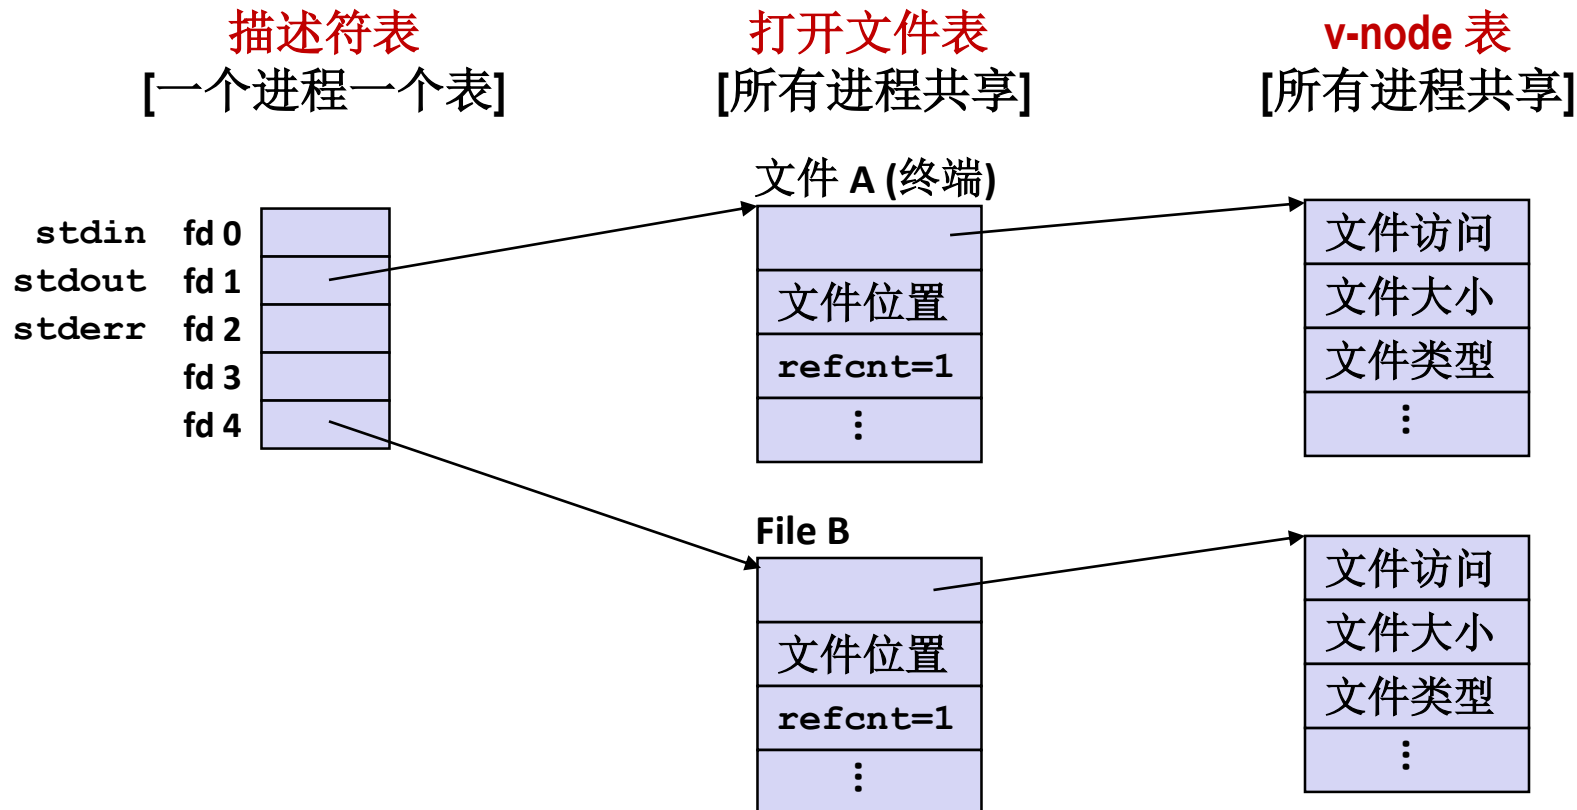 描述符表
[一个进程一个表]
打开文件表
[所有进程共享]
v-node 表
[所有进程共享]
stdin fd 0
stdout fd 1
stderr fd 2
fd 3
fd 4
文件 A (终端)
文件位置
refcnt=1
...
文件访问
文件大小
文件类型
...
File B
文件位置
refcnt=1
...
文件访问
文件大小
文件类型
...